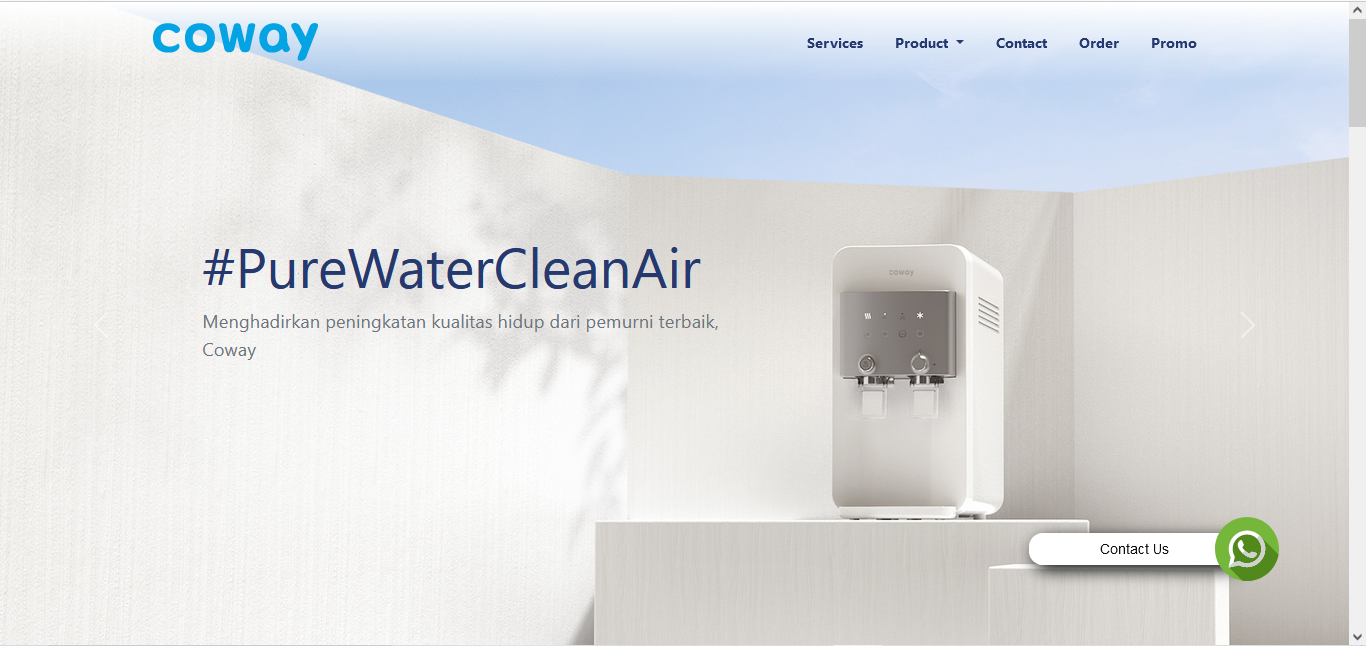 coway
Services Product Contact Order Promo
#PureWaterCleanAir
Menghadirkan peningkatan kualitas hidup dari pemurni terbaik,
Coway
coway
Contact Us